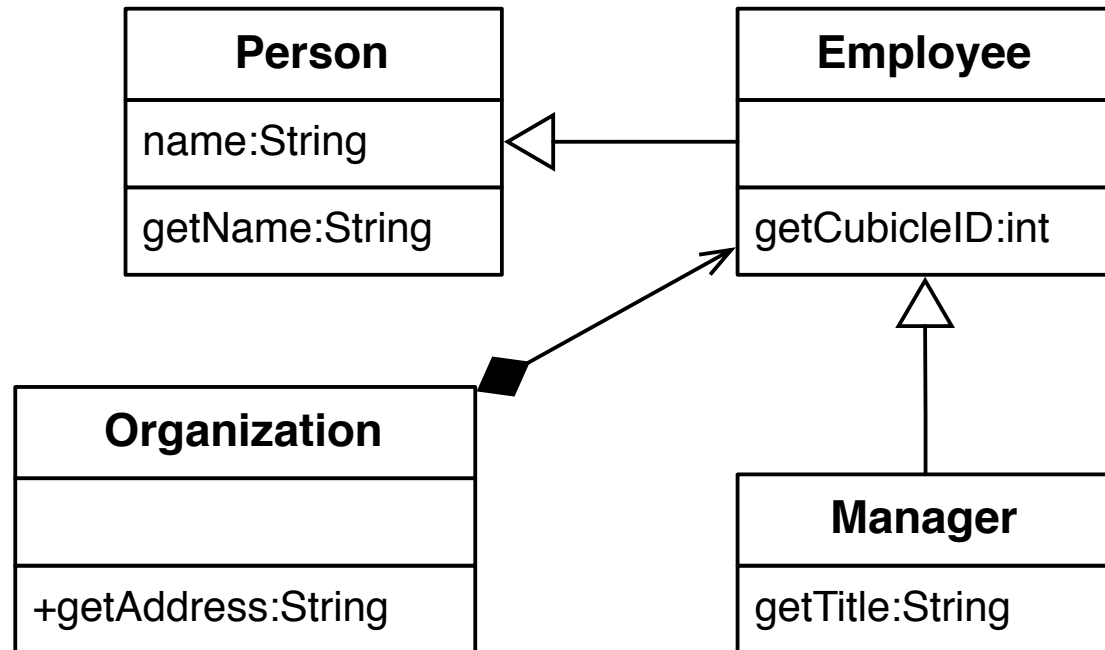 Person
name:String
getName:String
Employee
getCubicleID:int
Organization
+getAddress:String
Manager
getTitle:String